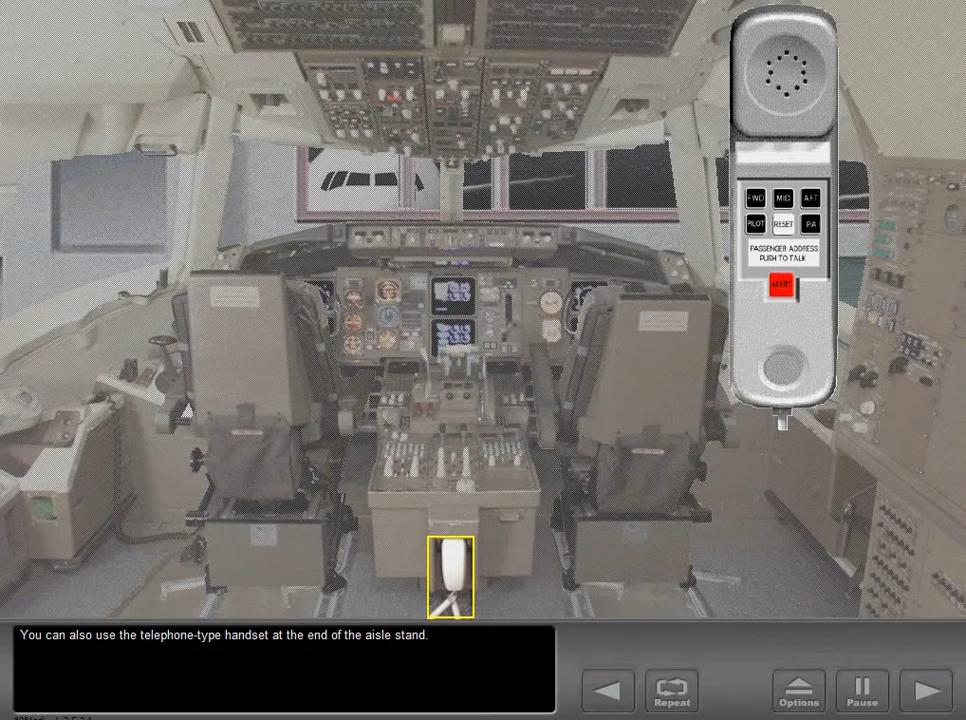 FWD MID AFT
PILOT RESET PA
PASSENGER ADDRESS
PUSH TO TALK
ALERT
You can also use the telephone-type handset at the end of the aisle stand.
Repeat Options Pause